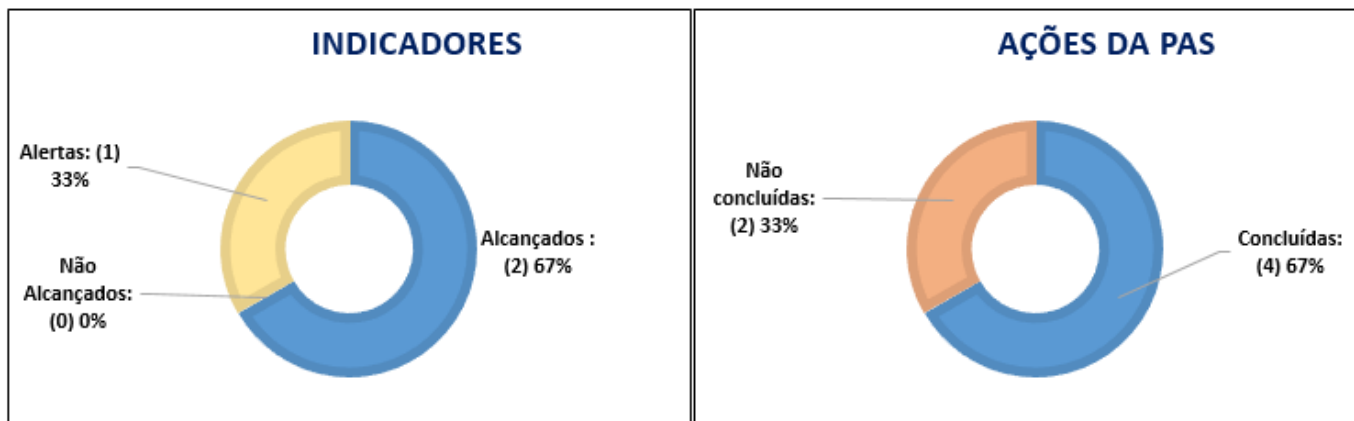 INDICADORES
Alertas: (1)
33%
Alcançados :
(2) 67%
Não
Alcançados:
(0) 0%
AÇÕES DA PAS
Não
concluídas:
(2) 33%
Concluídas:
(4) 67%